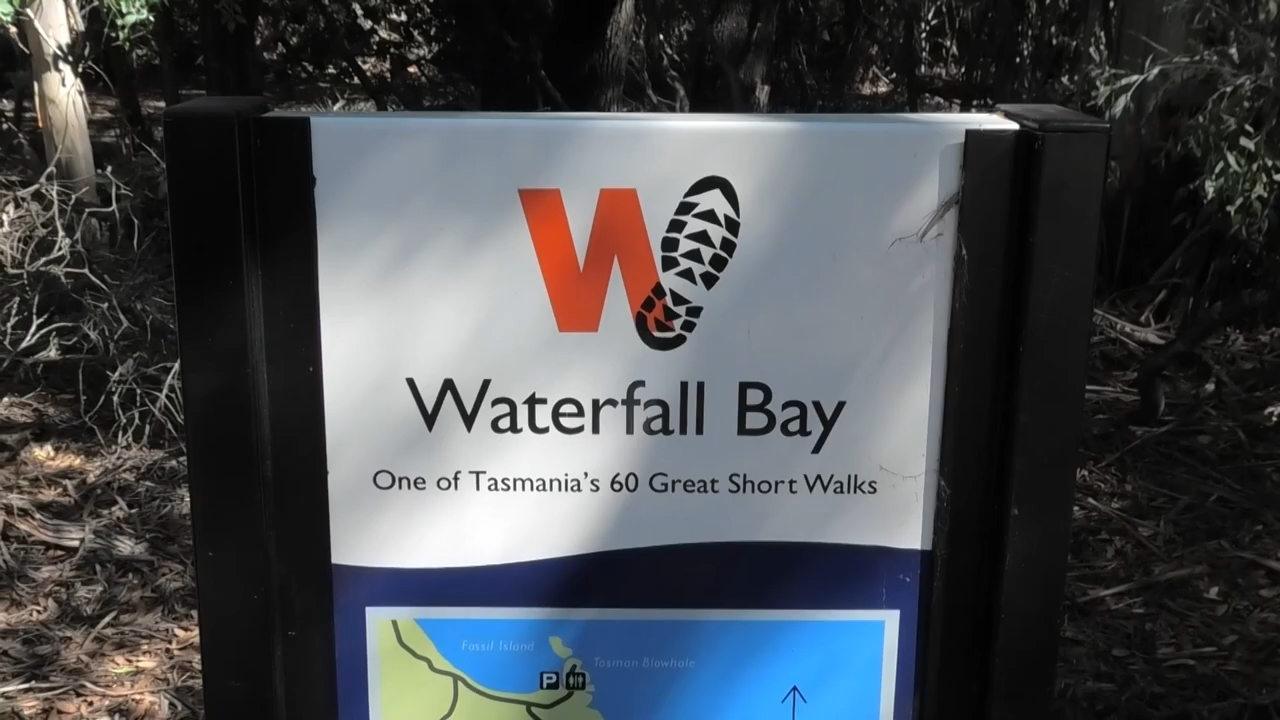 W
Waterfall Bay
One of Tasmania's 60 Great Short Walks
Fossil Island
Tasman Blowhole
P